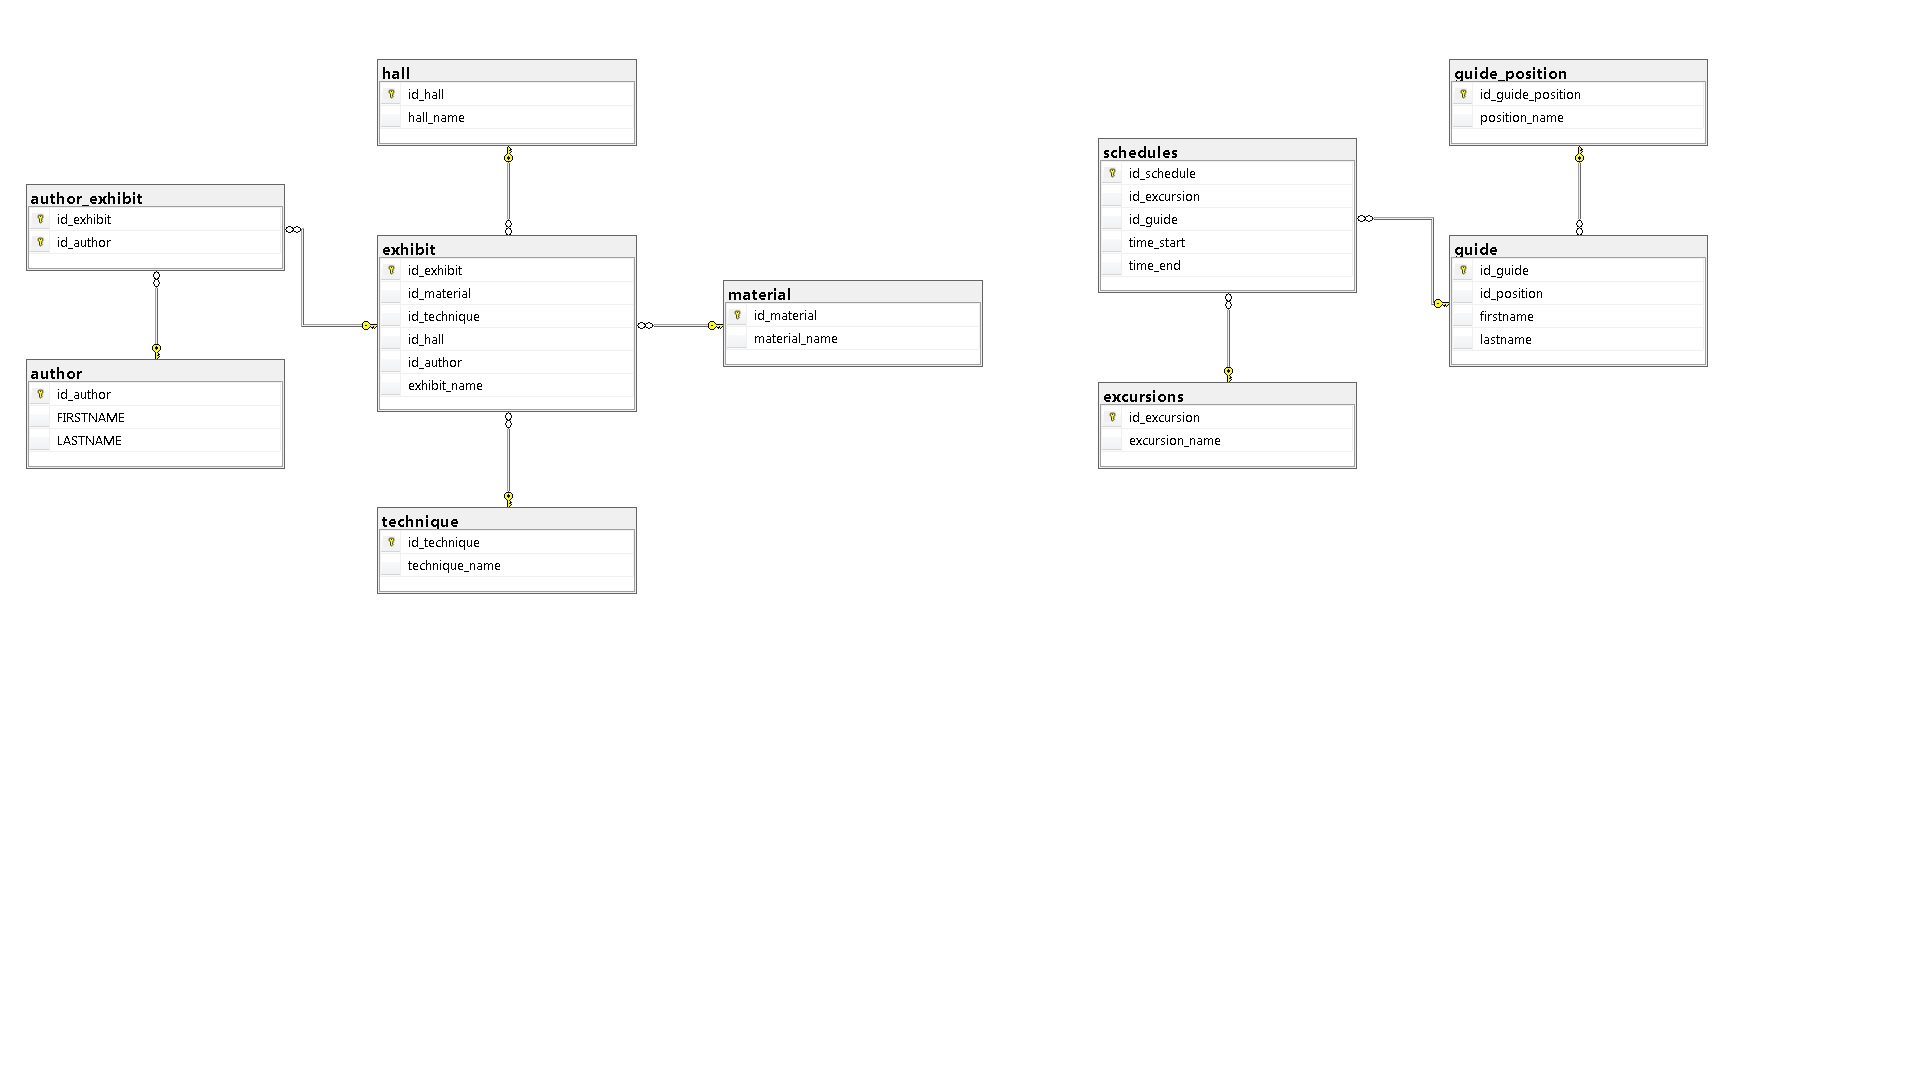 hall
id_hall
hall_name
author_exhibit
id_exhibit
id_author
author
id_author
FIRSTNAME
LASTNAME
exhibit
id_exhibit
id_material
id_technique
id_hall
id_author
exhibit_name
material
id_material
material_name
technique
id_technique
technique_name
schedules
id_schedule
id_excursion
id_guide
time_start
time_end
excursions
id_excursion
excursion_name
guide_position
id_guide_position
position_name
guide
id_guide
id_position
firstname
lastname